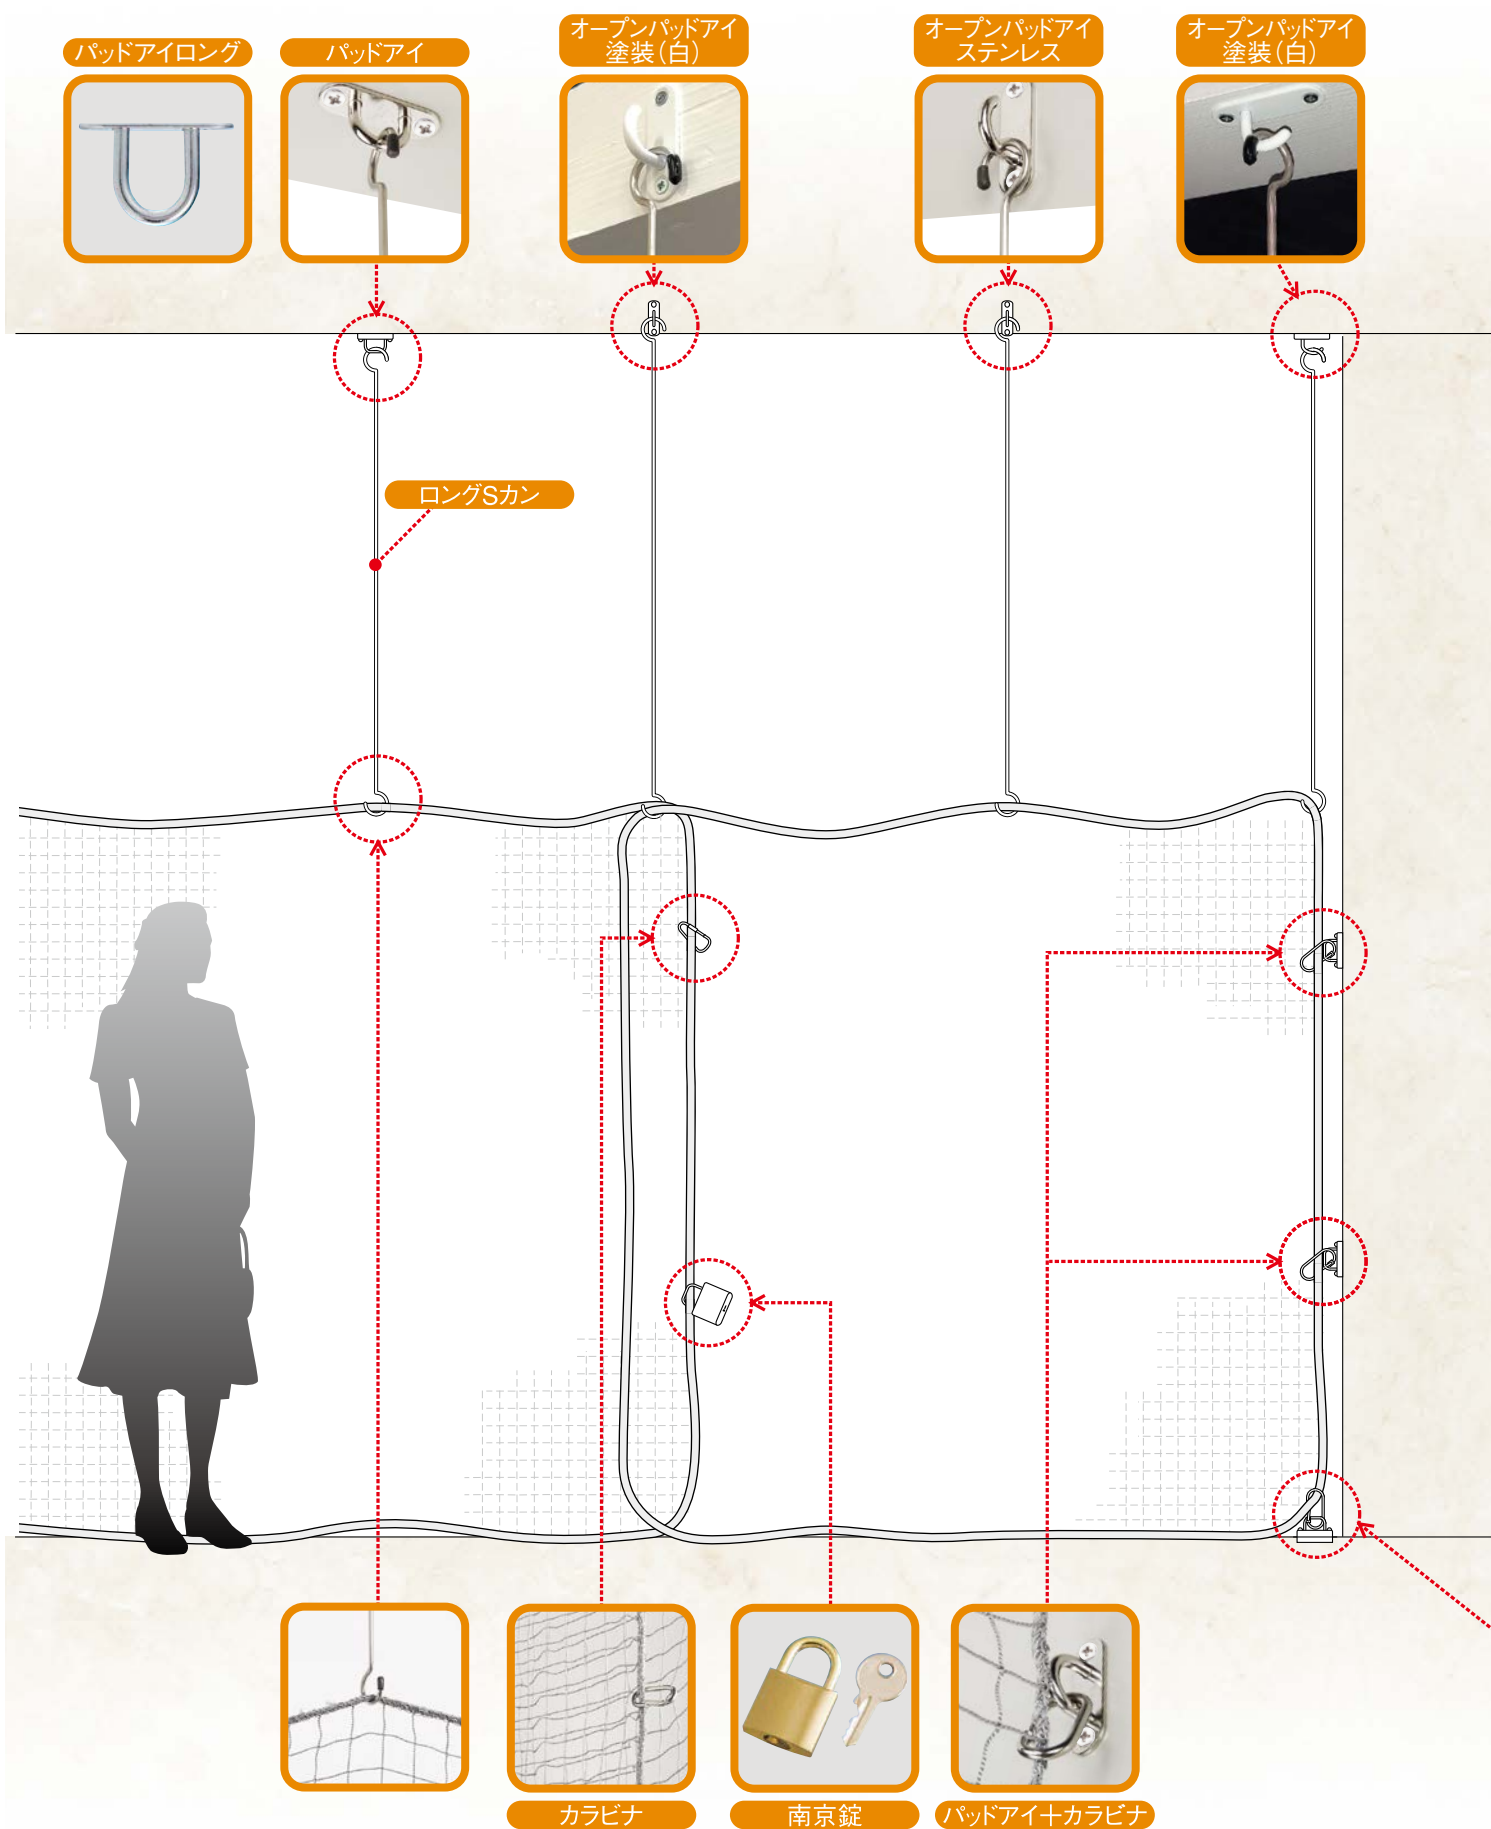 パッドアイロング
パッドアイ
オープンパッドアイ
塗装(白)
オープンパッドアイ
ステンレス
オープンパッドアイ
塗装(白)
ロングSカン
カラビナ
南京錠
パッドアイ＋カラビナ